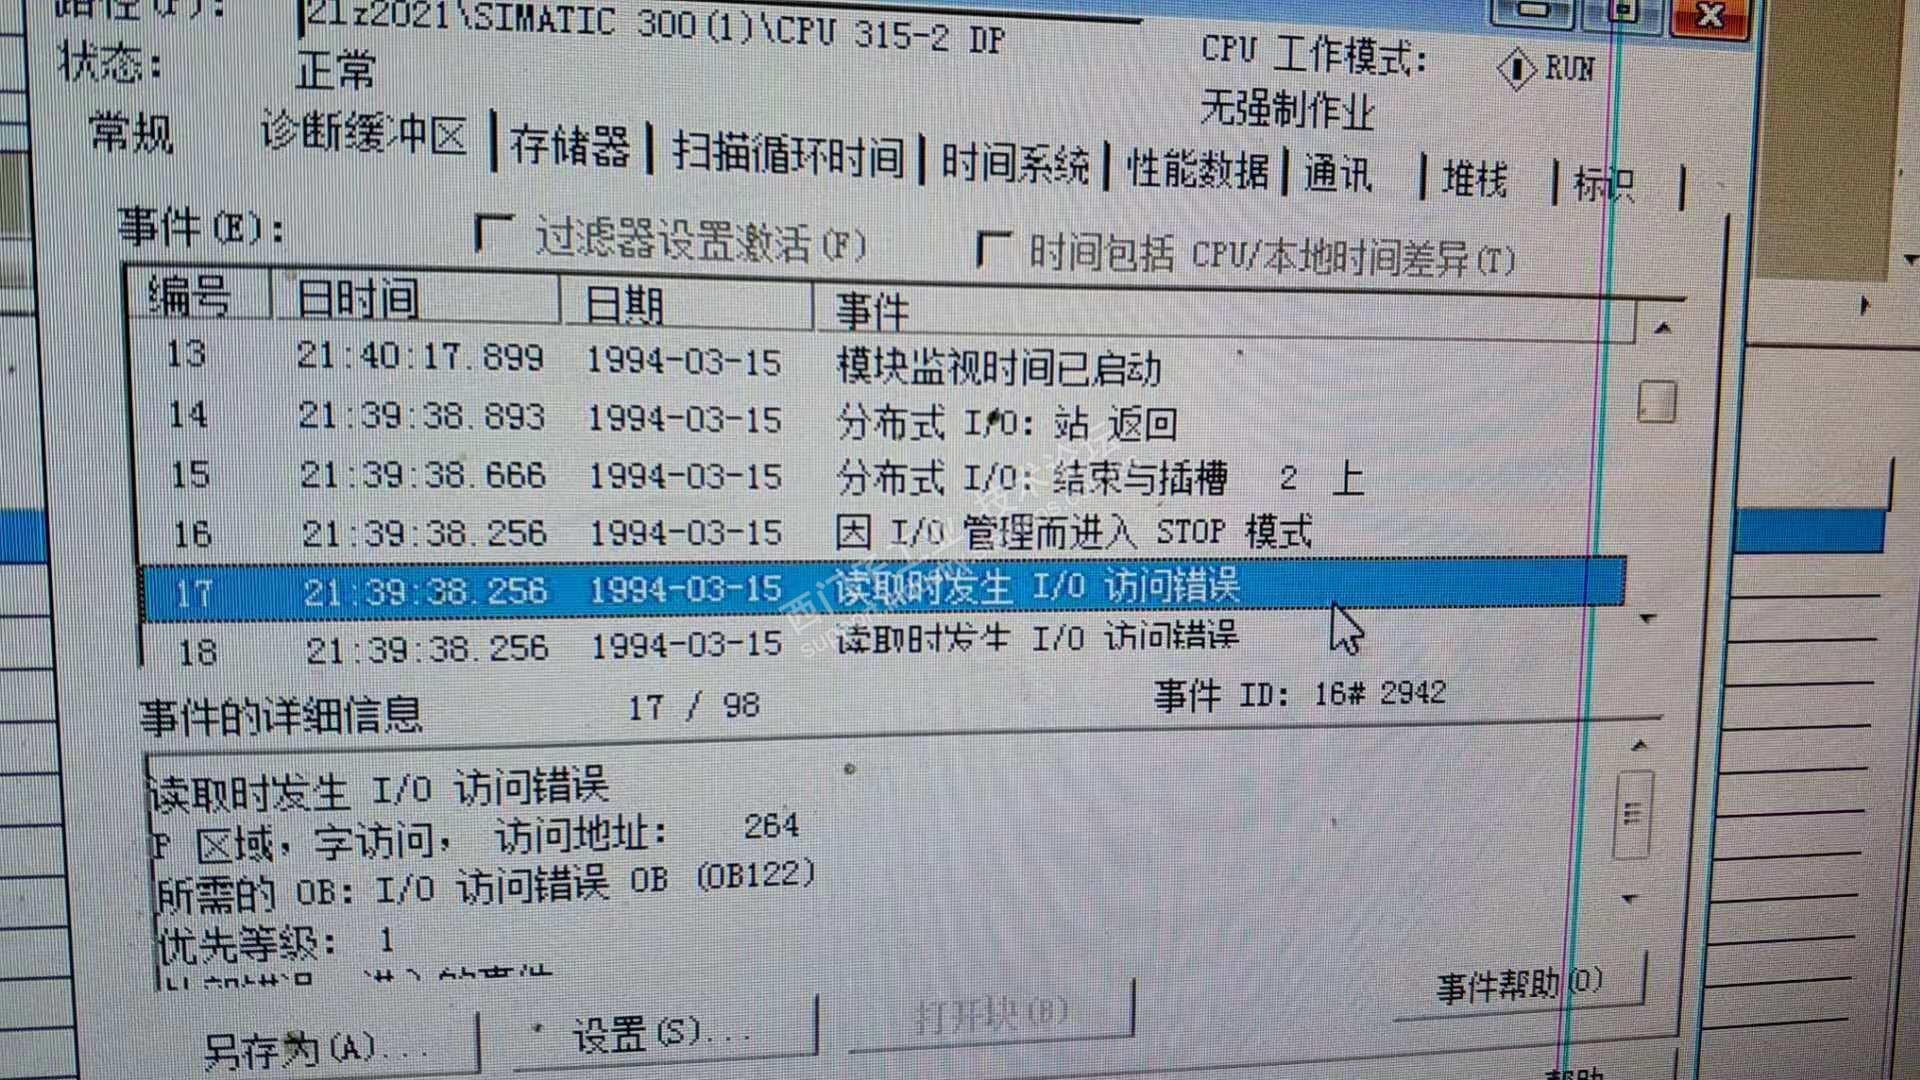 路径(P): 21z2021\SIMATIC 300(1)\CPU 315-2 DP
状态: 正常
CPU 工作模式: RUN
无强制作业
常规 诊断缓冲区 存储器 扫描循环时间 时间系统 性能数据 通讯 堆栈 标识
事件(E): 过滤器设置激活(F) 时间包括 CPU/本地时间差异(T)
编号 日时间 日期 事件
13 21:40:17.899 1994-03-15 模块监视时间已启动
14 21:39:38.893 1994-03-15 分布式 I/O: 站 返回
15 21:39:38.666 1994-03-15 分布式 I/O: 结束与插槽 2 上
16 21:39:38.256 1994-03-15 因 I/O 管理而进入 STOP 模式
17 21:39:38.256 1994-03-15 读取时发生 I/O 访问错误
18 21:39:38.256 1994-03-15 读取时发生 I/O 访问错误
事件的详细信息 17 / 98 事件 ID: 16# 2942
读取时发生 I/O 访问错误
P 区域，字访问， 访问地址: 264
所需的 OB: I/O 访问错误 OB (OB122)
优先等级: 1
事件帮助(O)
另存为(A)... 设置(S)... 打开块(B)
帮助